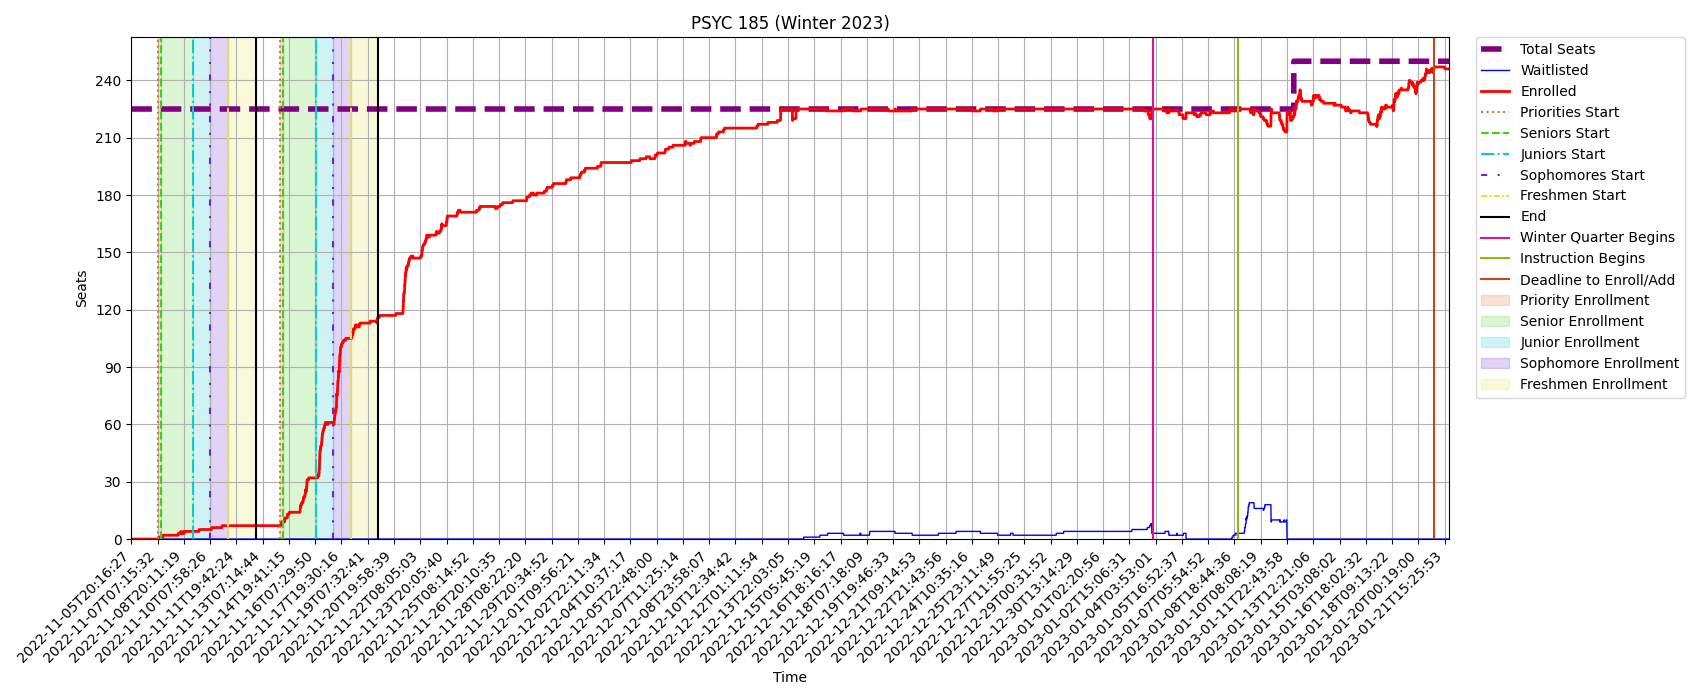 PSYC 185 (Winter 2023)
Seats
240
210
180
150
120
90
60
30
0
2022-11-05T20:16:27
2022-11-07T07:15:32
2022-11-08T20:11:19
2022-11-10T07:58:26
2022-11-11T19:42:24
2022-11-13T07:14:44
2022-11-14T19:41:15
2022-11-16T07:29:50
2022-11-17T19:30:16
2022-11-19T07:32:41
2022-11-20T19:58:39
2022-11-22T08:05:03
2022-11-23T20:05:40
2022-11-25T08:14:52
2022-11-26T20:10:35
2022-11-28T08:22:20
2022-11-29T20:34:52
2022-12-01T09:56:21
2022-12-02T22:11:34
2022-12-04T10:37:17
2022-12-05T22:48:00
2022-12-07T11:25:14
2022-12-08T23:58:07
2022-12-10T12:34:42
2022-12-12T01:11:54
2022-12-13T22:03:05
2022-12-15T05:45:19
2022-12-16T18:16:17
2022-12-18T07:18:09
2022-12-19T19:46:33
2022-12-21T09:14:53
2022-12-22T21:43:56
2022-12-24T10:35:16
2022-12-25T23:11:49
2022-12-27T11:55:25
2022-12-29T00:31:52
2022-12-30T13:14:29
2023-01-01T02:20:56
2023-01-02T15:06:31
2023-01-04T03:53:01
2023-01-05T16:52:37
2023-01-07T05:54:52
2023-01-08T18:44:36
2023-01-10T08:08:19
2023-01-11T22:43:58
2023-01-13T12:21:06
2023-01-15T03:08:02
2023-01-16T18:02:32
2023-01-18T09:13:22
2023-01-20T00:19:00
2023-01-21T15:25:53
Time
Total Seats
Waitlisted
Enrolled
Priorities Start
Seniors Start
Juniors Start
Sophomores Start
Freshmen Start
End
Winter Quarter Begins
Instruction Begins
Deadline to Enroll/Add
Priority Enrollment
Senior Enrollment
Junior Enrollment
Sophomore Enrollment
Freshmen Enrollment